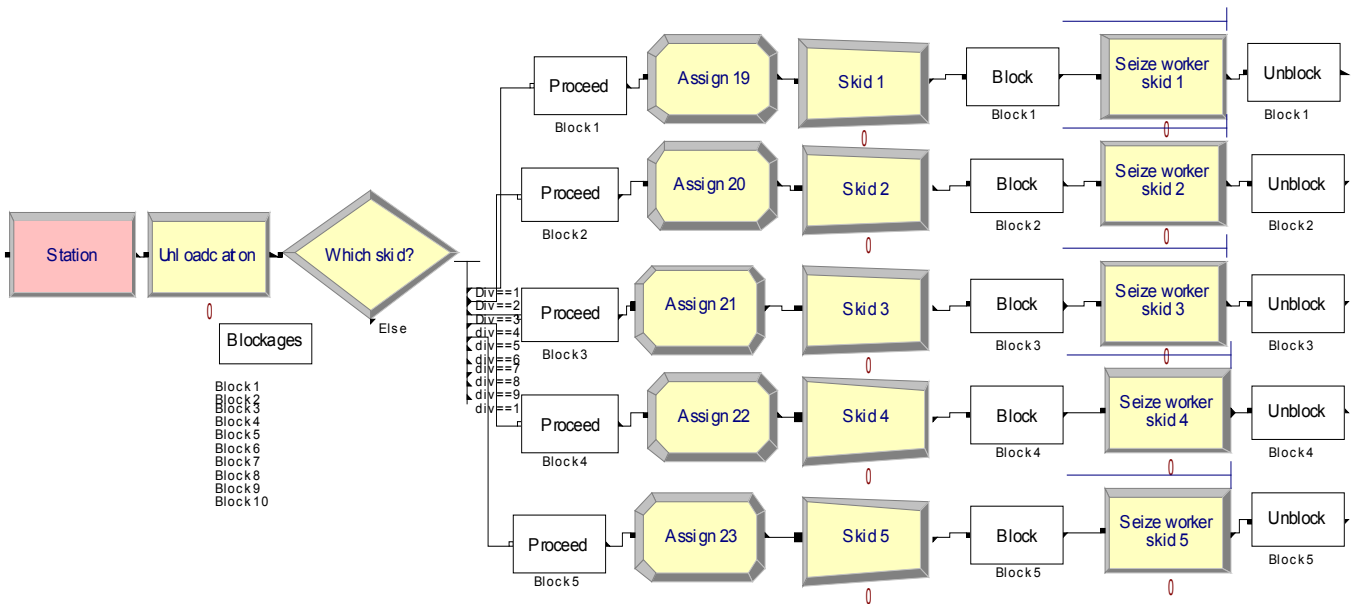 Station
Unloadcation
0
Blockages
Block1
Block2
Block3
Block4
Block5
Block6
Block7
Block8
Block9
Block10
Which skid?
Else
Div==1
Div==2
Div==3
div==4
div==5
div==6
div==7
div==8
div==9
div==1
Proceed
Block1
Assign 19
Skid 1
0
Block
Block1
Seize worker
skid 1
0
Unblock
Block1
Proceed
Block2
Assign 20
Skid 2
0
Block
Block2
Seize worker
skid 2
0
Unblock
Block2
Proceed
Block3
Assign 21
Skid 3
0
Block
Block3
Seize worker
skid 3
0
Unblock
Block3
Proceed
Block4
Assign 22
Skid 4
0
Block
Block4
Seize worker
skid 4
0
Unblock
Block4
Proceed
Block5
Assign 23
Skid 5
0
Block
Block5
Seize worker
skid 5
0
Unblock
Block5